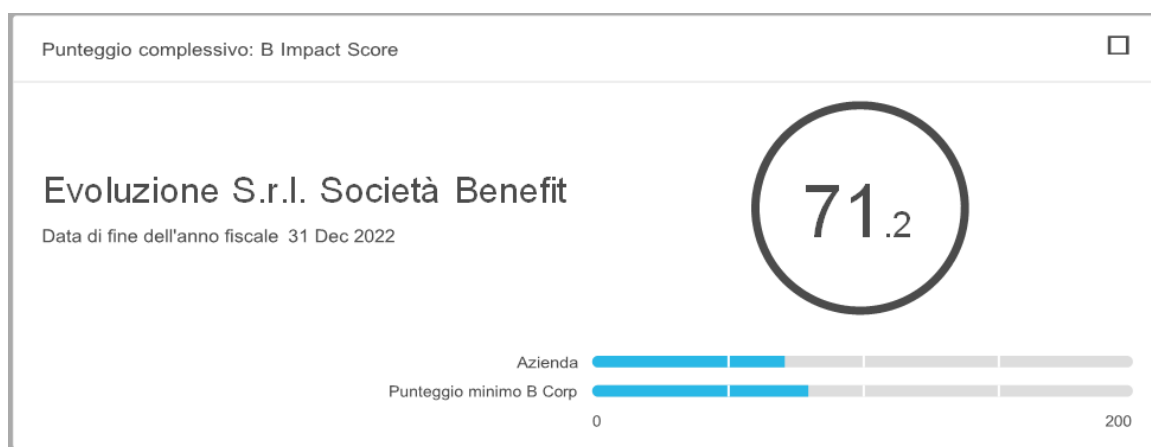 Punteggio complessivo: B Impact Score
Evoluzione S.r.l. Società Benefit
Data di fine dell'anno fiscale 31 Dec 2022
71.2
Azienda
Punteggio minimo B Corp
0 200